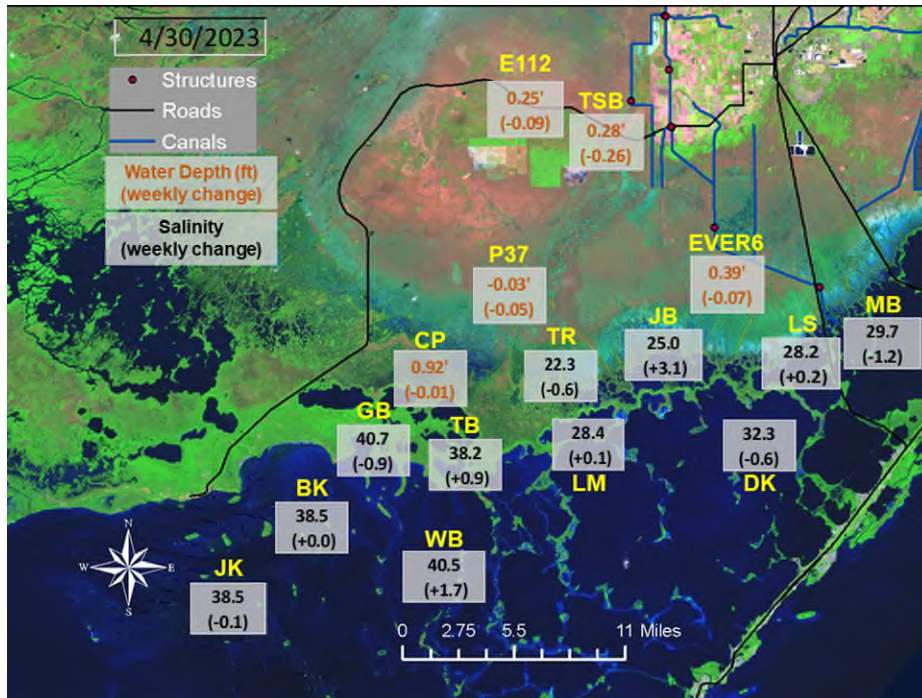 4/30/2023
Structures
Roads
Canals
Water Depth (ft)
(weekly change)
Salinity
(weekly change)
E112
0.25'
(-0.09)
TSB
0.28'
(-0.26)
P37
-0.03'
(-0.05)
EVER6
0.39'
(-0.07)
CP
0.92'
(-0.01)
TR
22.3
(-0.6)
JB
25.0
(+3.1)
LS
28.2
(+0.2)
MB
29.7
(-1.2)
GB
40.7
(-0.9)
TB
38.2
(+0.9)
28.4
(+0.1)
LM
32.3
(-0.6)
DK
BK
38.5
(+0.0)
WB
40.5
(+1.7)
JK
38.5
(-0.1)
N
W E
S
0 2.75 5.5 11 Miles